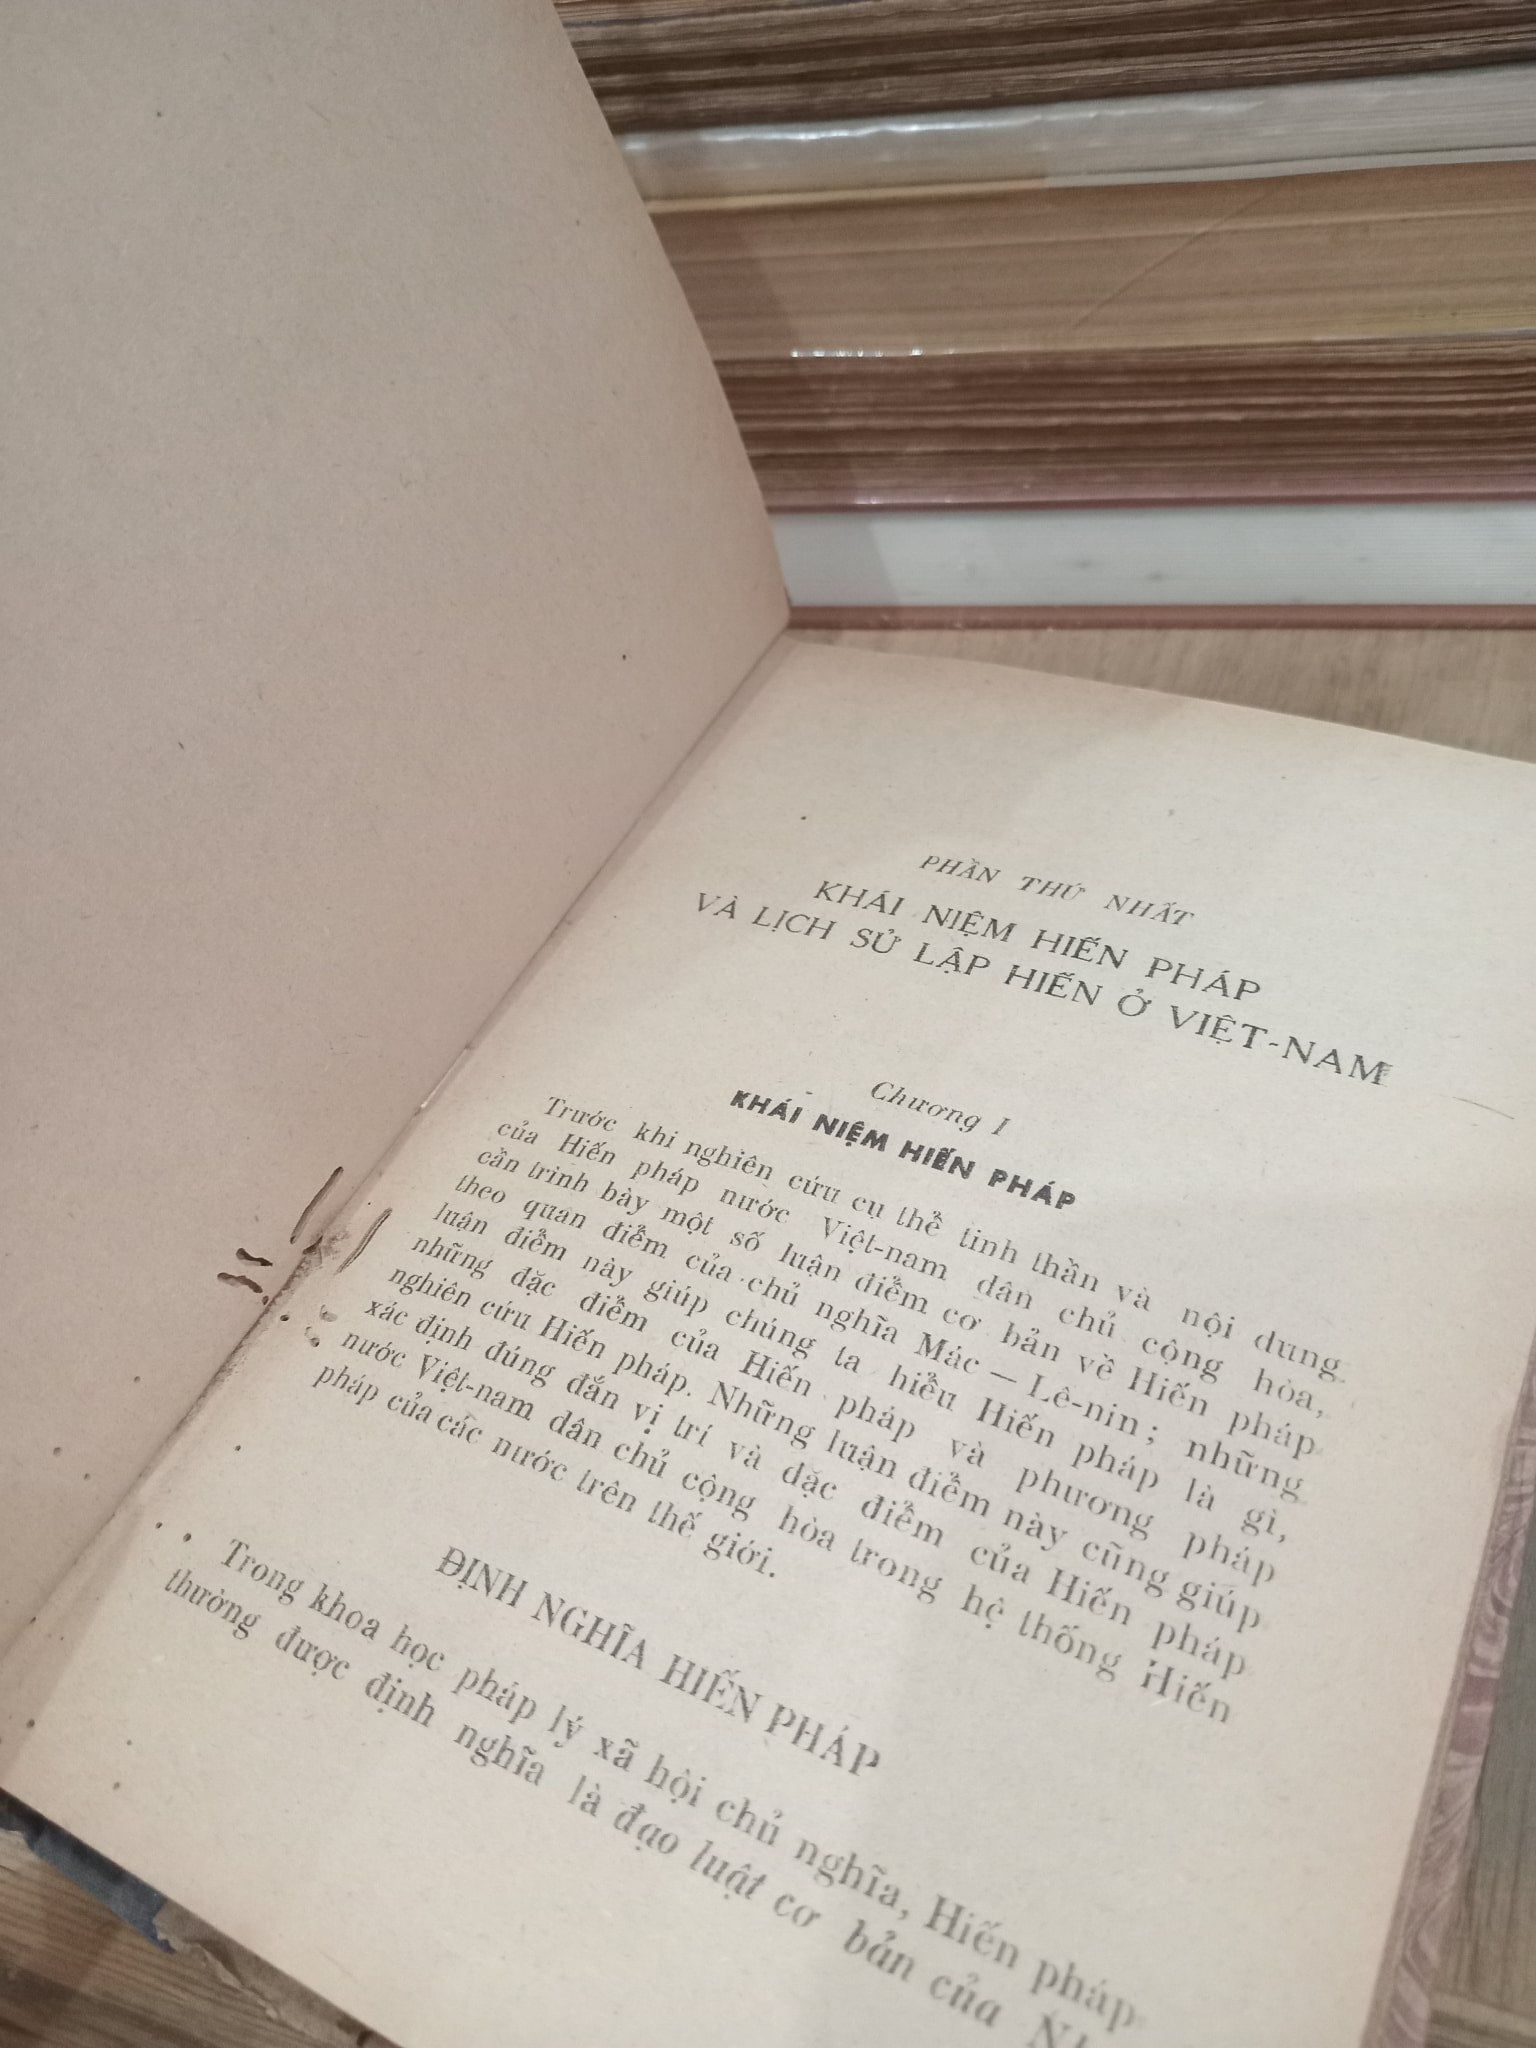 PHẦN THỨ NHẤT
KHÁI NIỆM HIẾN PHÁP
VÀ LỊCH SỬ LẬP HIẾN Ở VIỆT-NAM
Chương I
KHÁI NIỆM HIẾN PHÁP
Trước khi nghiên cứu cụ thể tinh thần và nội dung
của Hiến pháp nước Việt-nam dân chủ cộng hòa,
cần trình bày một số luận điểm cơ bản về Hiến pháp
theo quan điểm của chủ nghĩa Mác — Lê-nin ; những
luận điểm này giúp chúng ta hiểu Hiến pháp là gì,
những đặc điểm của Hiến pháp và phương pháp
nghiên cứu Hiến pháp. Những luận điểm này cũng giúp
xác định đúng đắn vị trí và đặc điểm của Hiến pháp
nước Việt-nam dân chủ cộng hòa trong hệ thống Hiến
pháp của các nước trên thế giới.
ĐỊNH NGHĨA HIẾN PHÁP
Trong khoa học pháp lý xã hội chủ nghĩa, Hiến pháp
thường được định nghĩa là đạo luật cơ bản của